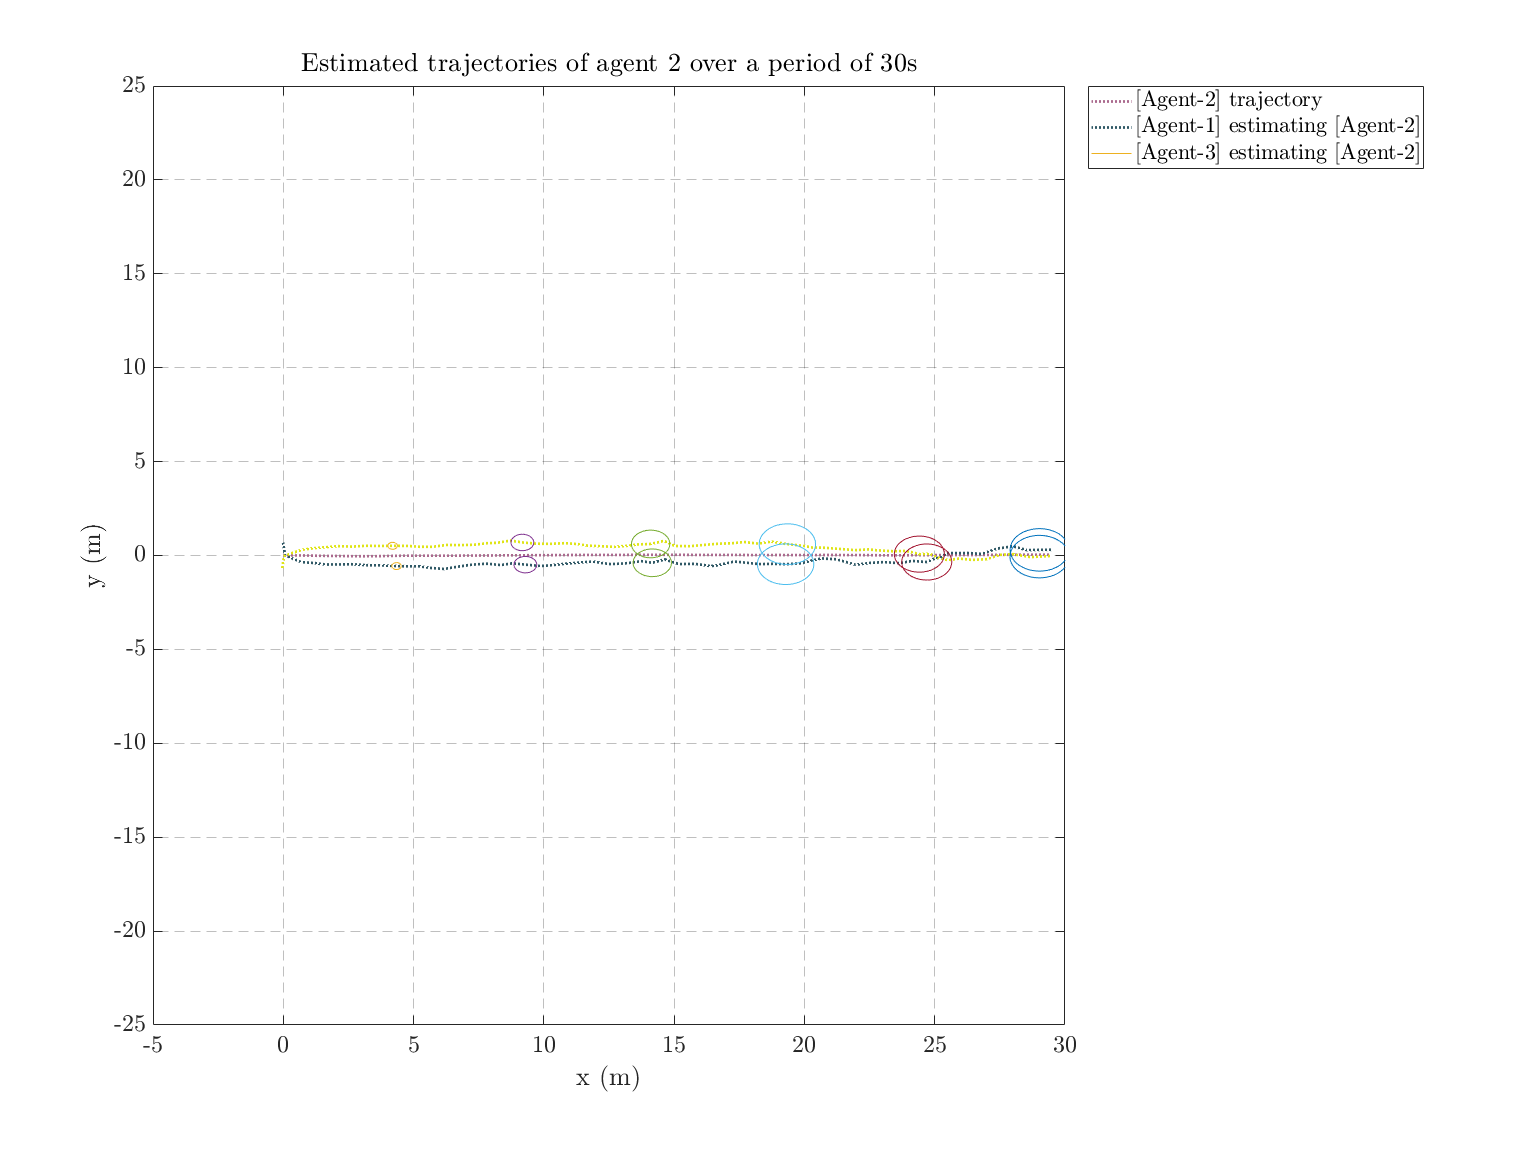 Estimated trajectories of agent 2 over a period of 30s
[Agent-2] trajectory
[Agent-1] estimating [Agent-2]
[Agent-3] estimating [Agent-2]
25
20
15
10
5
0
-5
-10
-15
-20
-25
y (m)
-5 0 5 10 15 20 25 30
x (m)